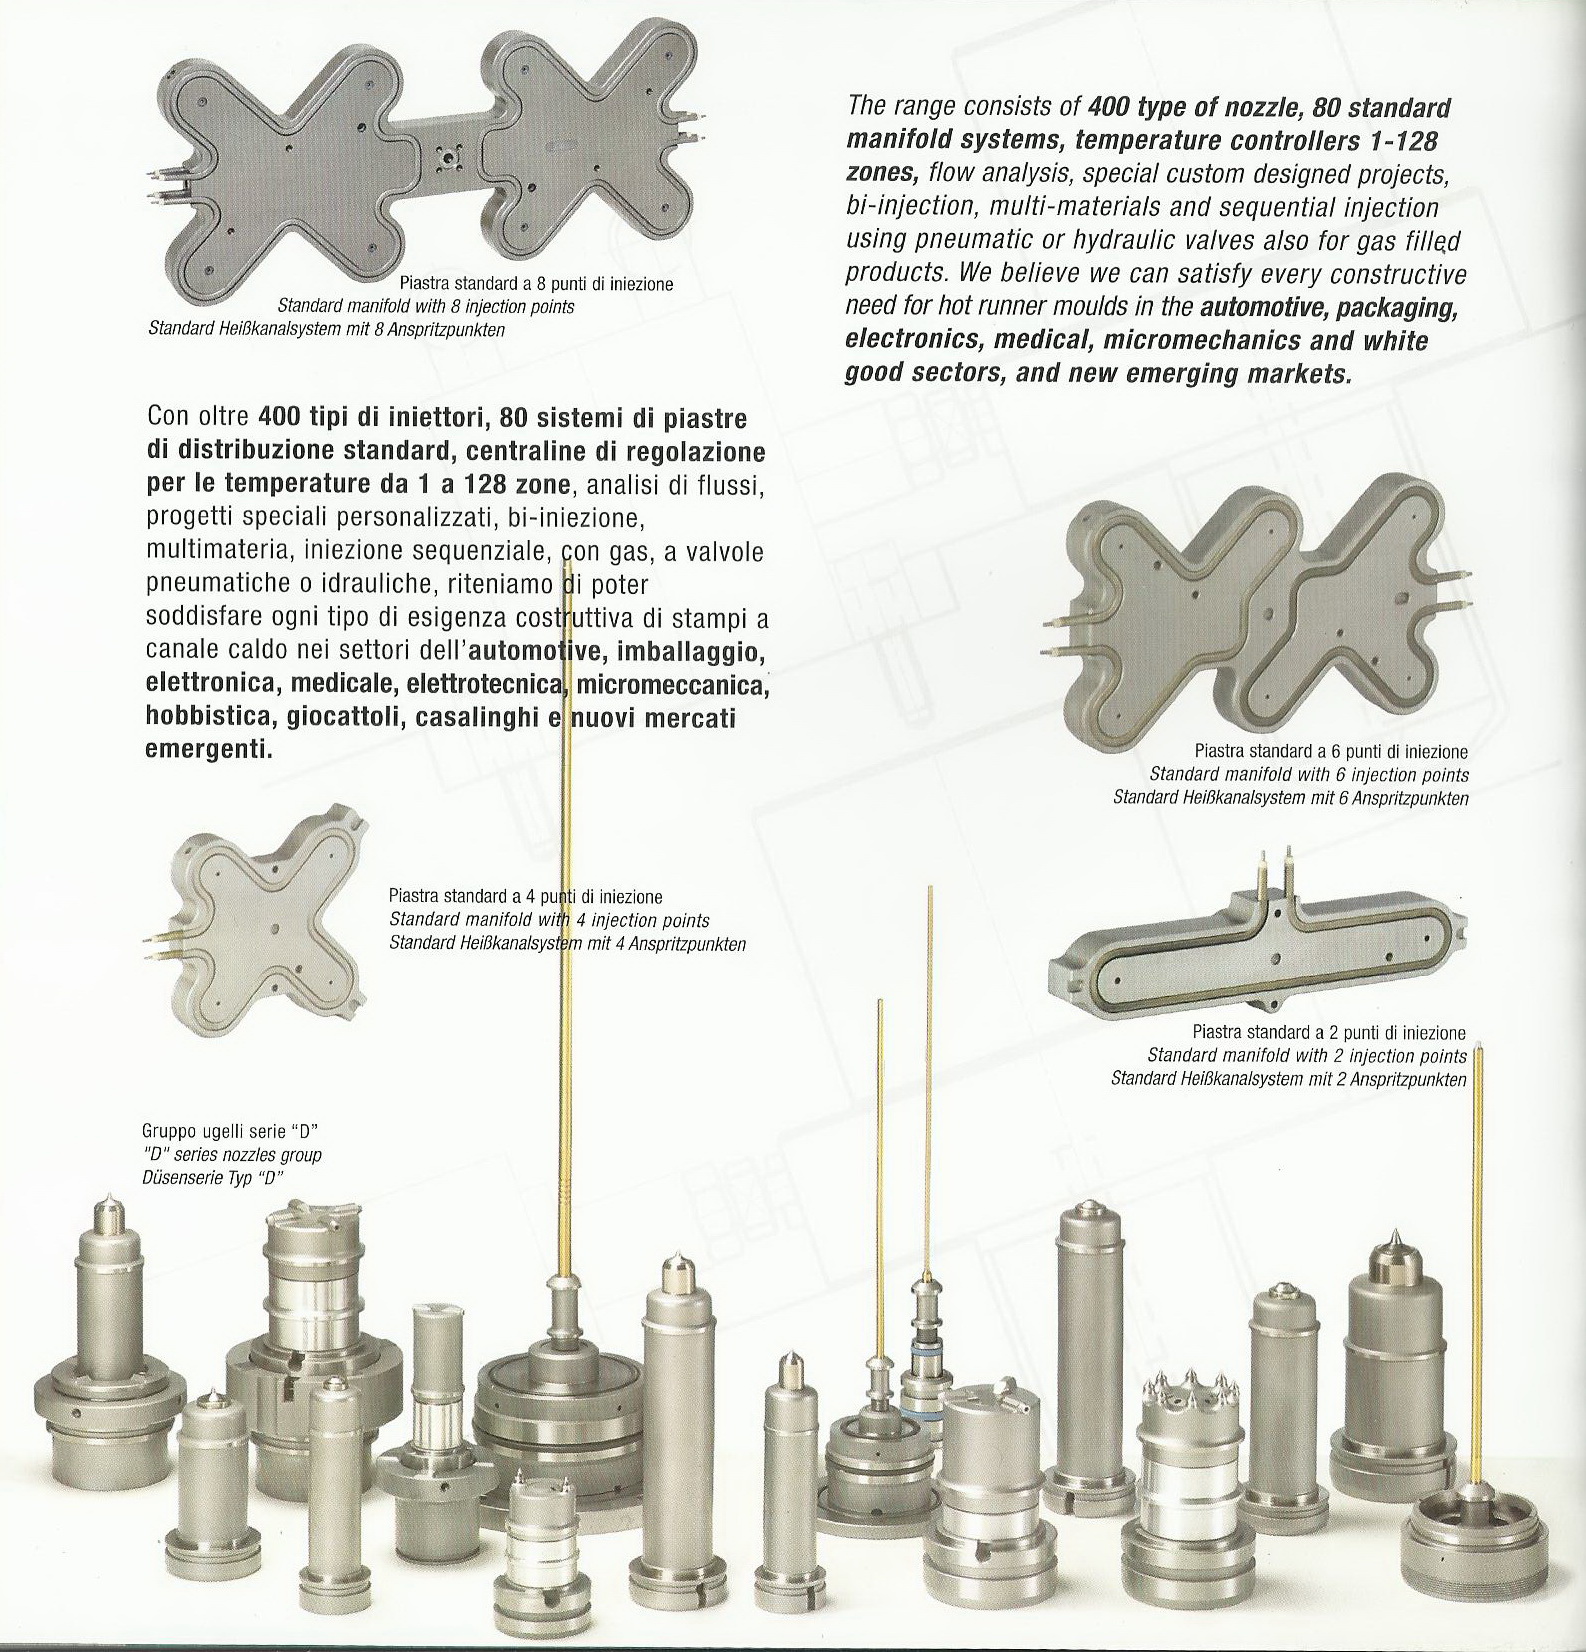 Piastra standard a 8 punti di iniezione
Standard manifold with 8 injection points
Standard Heißkanalsystem mit 8 Anspritzpunkten
The range consists of 400 type of nozzle, 80 standard
manifold systems, temperature controllers 1-128
zones, flow analysis, special custom designed projects,
bi-injection, multi-materials and sequential injection
using pneumatic or hydraulic valves also for gas filled
products. We believe we can satisfy every constructive
need for hot runner moulds in the automotive, packaging,
electronics, medical, micromechanics and white
good sectors, and new emerging markets.
Con oltre 400 tipi di iniettori, 80 sistemi di piastre
di distribuzione standard, centraline di regolazione
per le temperature da 1 a 128 zone, analisi di flussi,
progetti speciali personalizzati, bi-iniezione,
multimateria, iniezione sequenziale, con gas, a valvole
pneumatiche o idrauliche, riteniamo di poter
soddisfare ogni tipo di esigenza costruttiva di stampi a
canale caldo nei settori dell'automotive, imballaggio,
elettronica, medicale, elettrotecnica, micromeccanica,
hobbistica, giocattoli, casalinghi e nuovi mercati
emergenti.
Piastra standard a 6 punti di iniezione
Standard manifold with 6 injection points
Standard Heißkanalsystem mit 6 Anspritzpunkten
Piastra standard a 4 punti di iniezione
Standard manifold with 4 injection points
Standard Heißkanalsystem mit 4 Anspritzpunkten
Piastra standard a 2 punti di iniezione
Standard manifold with 2 injection points
Standard Heißkanalsystem mit 2 Anspritzpunkten
Gruppo ugelli serie “D”
"D" series nozzles group
Düsenserie Typ “D”